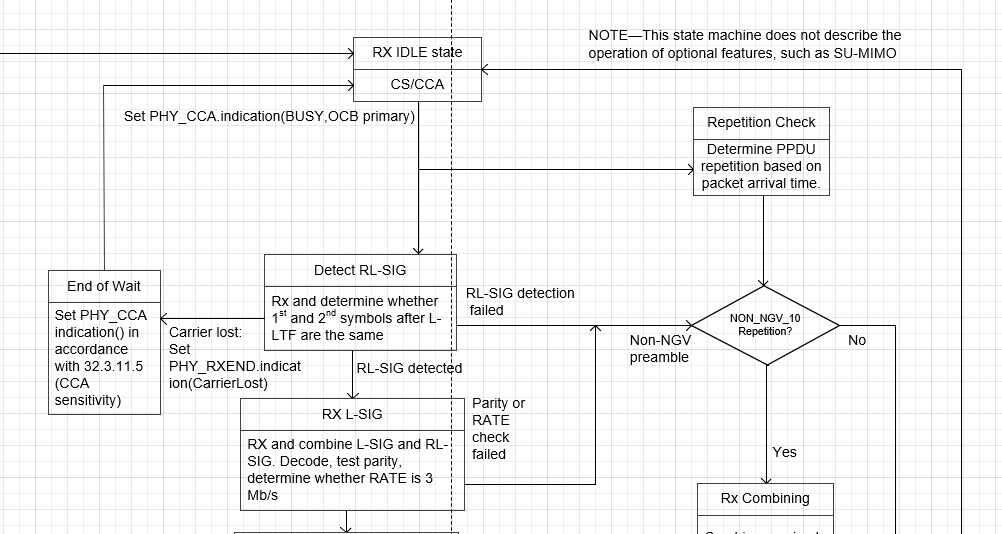 RX IDLE state
CS/CCA
NOTE—This state machine does not describe the
operation of optional features, such as SU-MIMO
Set PHY_CCA.indication(BUSY,OCB primary)
Repetition Check
Determine PPDU
repetition based on
packet arrival time.
Detect RL-SIG
Rx and determine whether
1st and 2nd symbols after L-
LTF are the same
RL-SIG detection
failed
End of Wait
Set PHY_CCA
indication() in
accordance
with 32.3.11.5
(CCA
sensitivity)
Carrier lost:
Set
PHY_RXEND.indicat
ion(CarrierLost)
RL-SIG detected
Non-NGV
preamble
NON_NGV_10
Repetition?
No
Yes
RX L-SIG
RX and combine L-SIG and RL-
SIG. Decode, test parity,
determine whether RATE is 3
Mb/s
Parity or
RATE
check
failed
Rx Combining